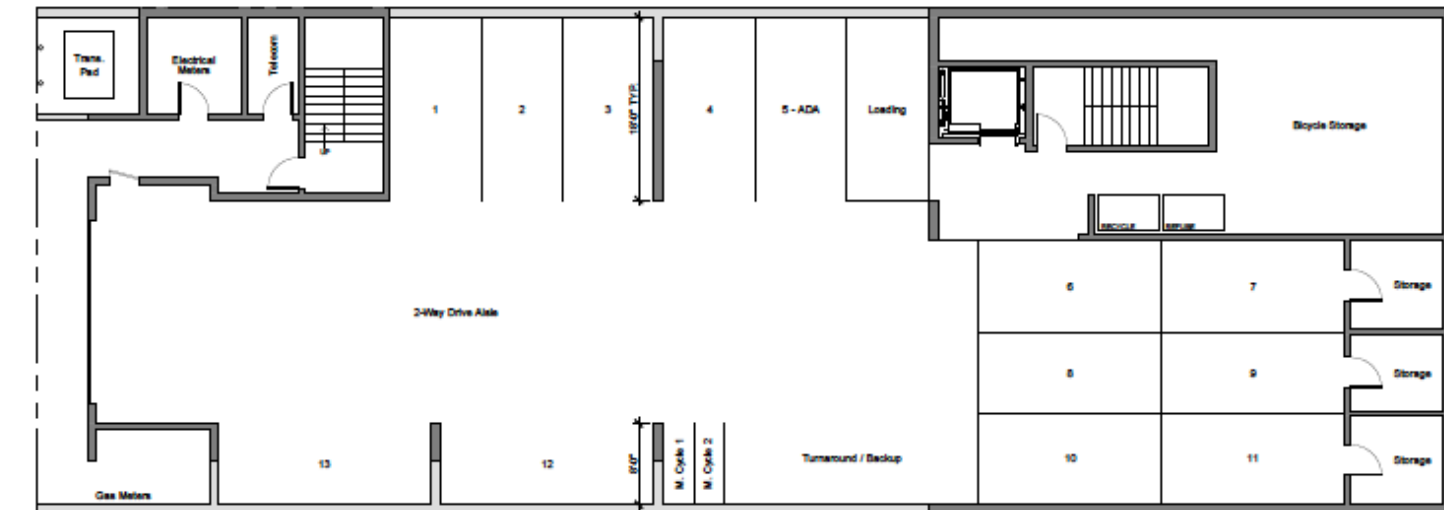 Trans.
Pad
Electrical
Meters
Telecom
UP
1
2
3
18'0" TYP.
4
5 - ADA
Loading
Bicycle Storage
RECYCLE
REFUSE
6
7
Storage
2-Way Drive Aisle
8
9
Storage
13
12
8'0"
M. Cycle 1
M. Cycle 2
Turnaround / Backup
10
11
Storage
Gas Meters